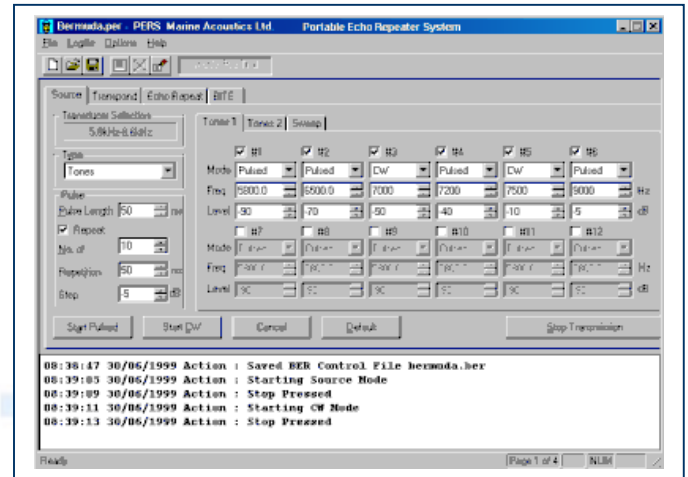 Bermuda.per - PERS Marine Acoustics Ltd. Portable Echo Repeater System
File Logfile Options Help
Source Transpond Echo Repeat BITE
Transducer Selection
Tones 1 Tones 2 Sweep
#1 #2 #3 #4 #5 #6
Type
Tones
Mode Pulsed Pulsed CW Pulsed CW Pulsed
Freq 5800.0 6500.0 7000 7200 7500 9000 Hz
Pulse
Pulse Length 50
Level -90 -70 -50 -40 -10 -5 dB
Repeat
#7 #8 #9 #10 #11 #12
No. of 10
Mode
Repetition 50
Freq Hz
Step -5 dB
Level dB
Start Pulsed Start CW Cancel Default Stop Transmission
08:38:47 30/06/1999 Action : Saved BER Control File bermuda.ber
08:39:05 30/06/1999 Action : Starting Source Mode
08:39:09 30/06/1999 Action : Stop Pressed
08:39:11 30/06/1999 Action : Starting CW Mode
08:39:13 30/06/1999 Action : Stop Pressed
Ready Page 1 of 4 NUM